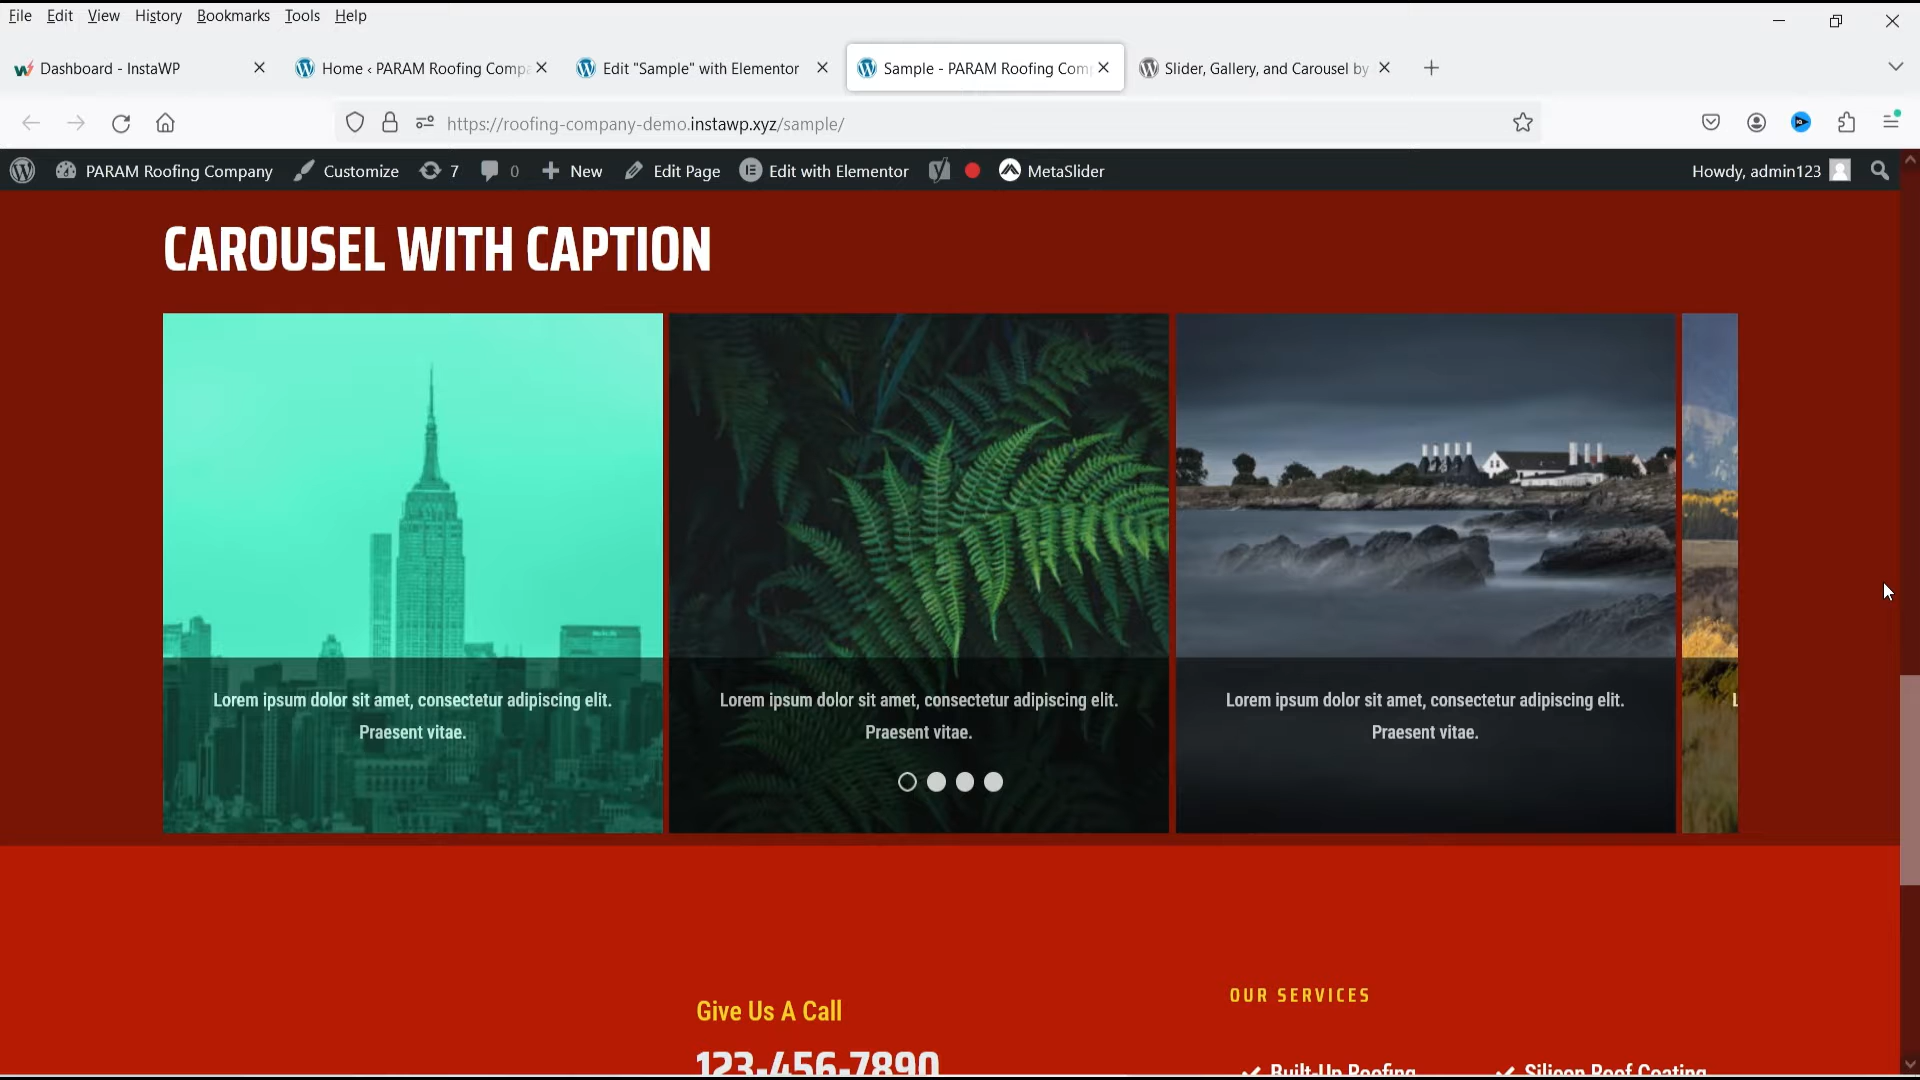 File Edit View History Bookmarks Tools Help
Dashboard - InstaWP
Home ‹ PARAM Roofing Comp
Edit "Sample" with Elementor
Sample - PARAM Roofing Com
Slider, Gallery, and Carousel by
https://roofing-company-demo.instawp.xyz/sample/
PARAM Roofing Company Customize 7 0 New Edit Page Edit with Elementor MetaSlider Howdy, admin123
CAROUSEL WITH CAPTION
Lorem ipsum dolor sit amet, consectetur adipiscing elit.
Praesent vitae.
Lorem ipsum dolor sit amet, consectetur adipiscing elit.
Praesent vitae.
Lorem ipsum dolor sit amet, consectetur adipiscing elit.
Praesent vitae.
L
OUR SERVICES
Give Us A Call
123-456-7890
Built-Up Roofing
Silicon Roof Coating